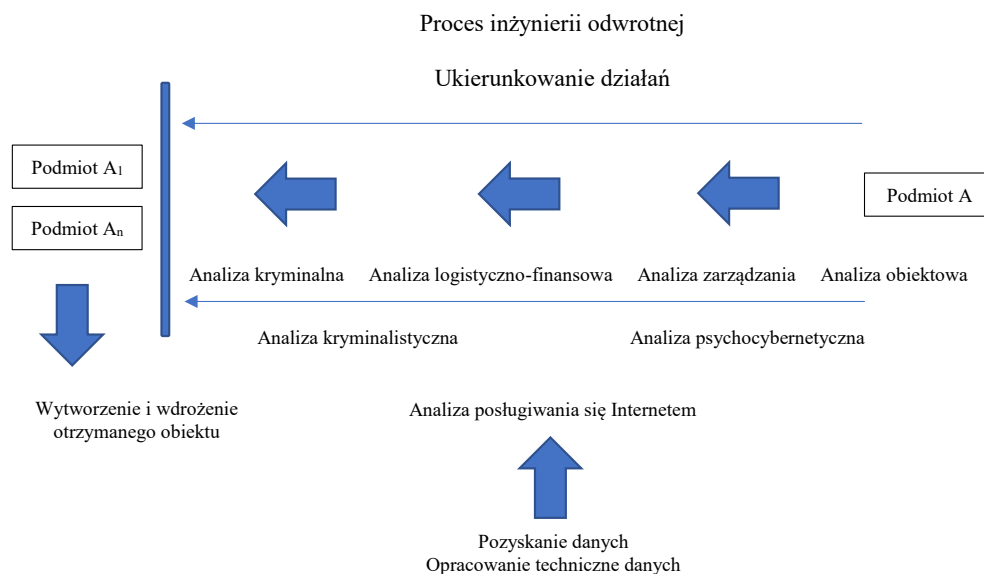 Proces inżynierii odwrotnej
Ukierunkowanie działań
Podmiot A₁
Podmiot A
Podmiot Aₙ
Analiza kryminalna
Analiza logistyczno-finansowa
Analiza zarządzania
Analiza obiektowa
Analiza kryminalistyczna
Analiza psychocybernetyczna
Wytworzenie i wdrożenie
otrzymanego obiektu
Analiza posługiwania się Internetem
Pozyskanie danych
Opracowanie techniczne danych